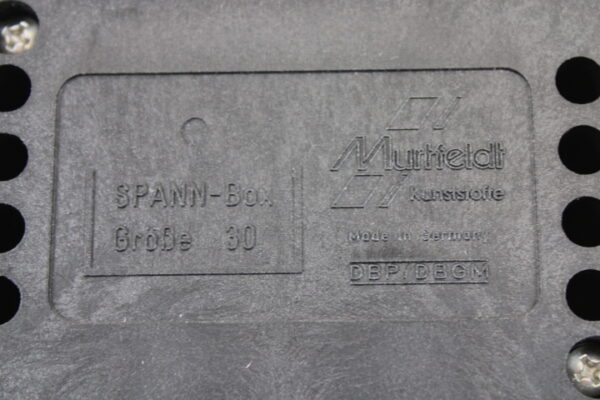 SPANN-Box
Größe 30
Murtfeldt
Kunststoffe
Made in Germany
DBP/DBGM